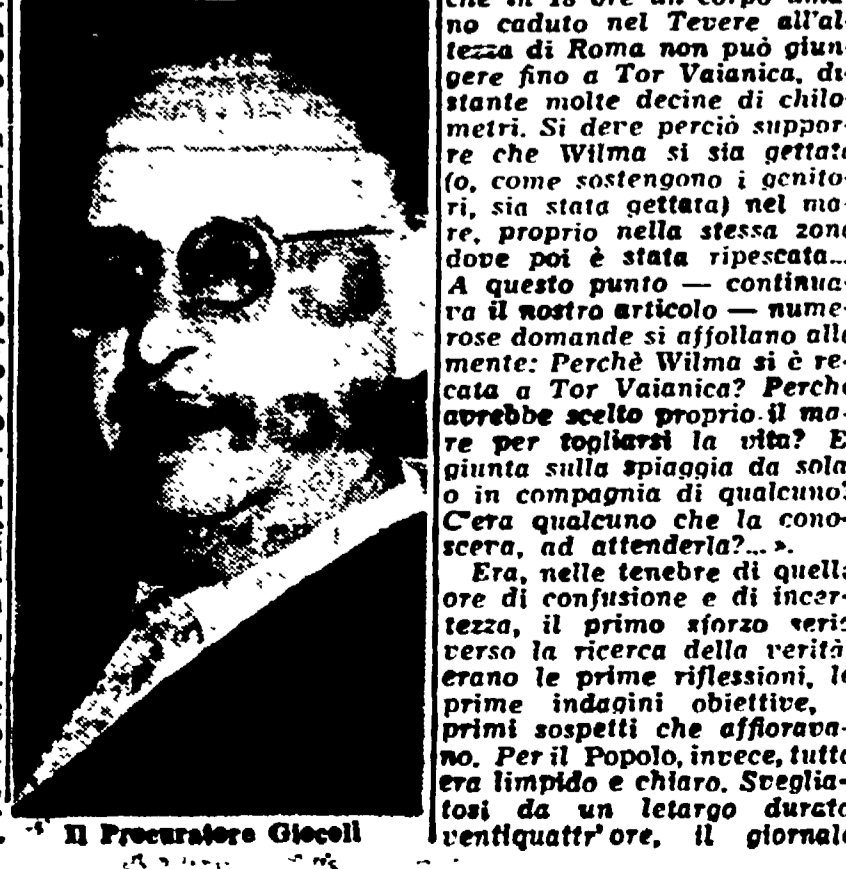 Il Procuratore Giocoli
che in 18 ore un corpo uma-
no caduto nel Tevere all'al-
tezza di Roma non può giun-
gere fino a Tor Vaianica, di-
stante molte decine di chilo-
metri. Si deve perciò suppor-
re che Wilma si sia gettata
(o, come sostengono i genito-
ri, sia stata gettata) nel ma-
re, proprio nella stessa zona
dove poi è stata ripescata...
A questo punto — continua-
va il nostro articolo — nume-
rose domande si affollano alla
mente: Perchè Wilma si è re-
cata a Tor Vaianica? Perchè
avrebbe scelto proprio il ma-
re per togliarsi la vita? E'
giunta sulla spiaggia da sola
o in compagnia di qualcuno?
C'era qualcuno che la cono-
sceva, ad attenderla?... ».
Era, nelle tenebre di quelle
ore di confusione e di incer-
tezza, il primo sforzo serio
verso la ricerca della verità
erano le prime riflessioni, le
prime indagini obiettive,
primi sospetti che affiorava-
no. Per il Popolo, invece, tutto
era limpido e chiaro. Sveglia-
tosi da un letargo durato
ventiquattr'ore, il giornale